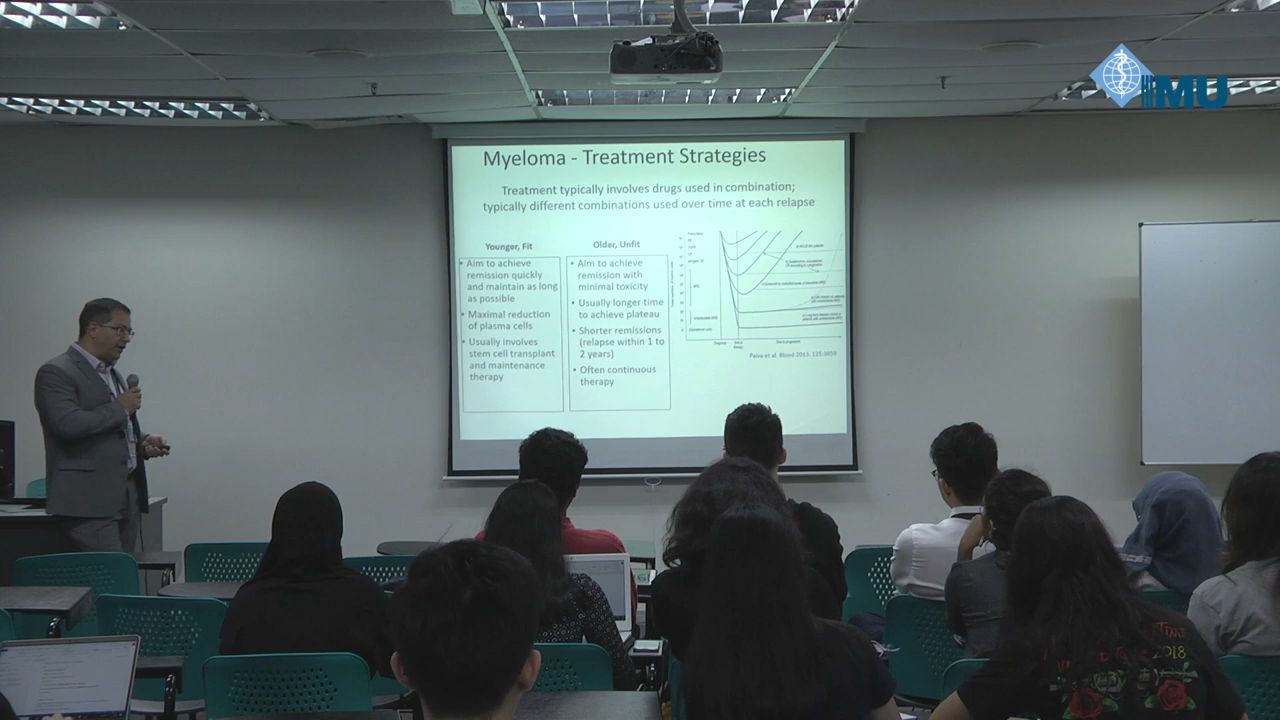 IMU
Myeloma - Treatment Strategies
Treatment typically involves drugs used in combination;
typically different combinations used over time at each relapse
Younger, Fit
• Aim to achieve
remission quickly
and maintain as long
as possible
• Maximal reduction
of plasma cells
• Usually involves
stem cell transplant
and maintenance
therapy
Older, Unfit
• Aim to achieve
remission with
minimal toxicity
• Usually longer time
to achieve plateau
• Shorter remissions
(relapse within 1 to
2 years)
• Often continuous
therapy
Diagnosis
Time to progression
Paiva et al. Blood 2015. 125:3059
2018